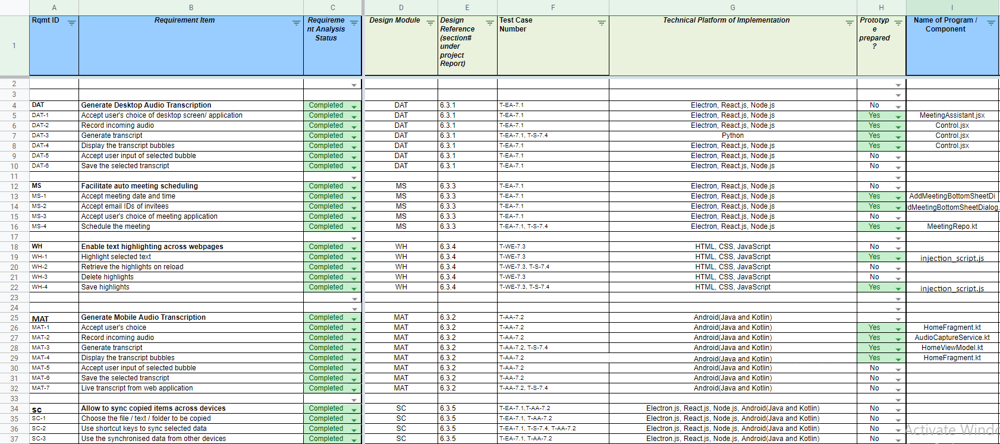 A B C D E F G H I
1 Rqmt ID Requirement Item Requireme nt Analysis Status Design Module Design Reference (section# under project Report) Test Case Number Technical Platform of Implementation Prototyp e prepared ? Name of Program / Component
2
3
4 DAT Generate Desktop Audio Transcription Completed DAT 6.3.1 T-EA-7.1 Electron, React.js, Node.js No
5 DAT-1 Accept user's choice of desktop screen/ application Completed DAT 6.3.1 T-EA-7.1 Electron, React.js, Node.js Yes MeetingAssistant.jsx
6 DAT-2 Record incoming audio Completed DAT 6.3.1 T-EA-7.1 Electron, React.js, Node.js Yes Control.jsx
7 DAT-3 Generate transcript Completed DAT 6.3.1 T-EA-7.1, T-S-7.4 Python Yes Control.jsx
8 DAT-4 Display the transcript bubbles Completed DAT 6.3.1 T-EA-7.1 Electron, React.js, Node.js Yes Control.jsx
9 DAT-5 Accept user input of selected bubble Completed DAT 6.3.1 T-EA-7.1 Electron, React.js, Node.js No
10 DAT-6 Save the selected transcript Completed DAT 6.3.1 T-EA-7.1 Electron, React.js, Node.js No
11
12 MS Facilitate auto meeting scheduling Completed MS 6.3.3 T-EA-7.1 Electron, React.js, Node.js No
13 MS-1 Accept meeting date and time Completed MS 6.3.3 T-EA-7.1 Electron, React.js, Node.js Yes AddMeetingBottomSheetDi
14 MS-2 Accept email IDs of invitees Completed MS 6.3.3 T-EA-7.1 Electron, React.js, Node.js Yes ldMeetingBottomSheetDialog.
15 MS-3 Accept user's choice of meeting application Completed MS 6.3.3 T-EA-7.1 Electron, React.js, Node.js No
16 MS-4 Schedule the meeting Completed MS 6.3.3 T-EA-7.1, T-S-7.4 Electron, React.js, Node.js Yes MeetingRepo.kt
17
18 WH Enable text highlighting across webpages Completed WH 6.3.4 T-WE-7.3 HTML, CSS, JavaScript No
19 WH-1 Highlight selected text Completed WH 6.3.4 T-WE-7.3 HTML, CSS, JavaScript Yes injection_script.js
20 WH-2 Retrieve the highlights on reload Completed WH 6.3.4 T-WE-7.3, T-S-7.4 HTML, CSS, JavaScript No
21 WH-3 Delete highlights Completed WH 6.3.4 T-WE-7.3 HTML, CSS, JavaScript No
22 WH-4 Save highlights Completed WH 6.3.4 T-WE-7.3, T-S-7.4 HTML, CSS, JavaScript Yes injection_script.js
23
24
25 MAT Generate Mobile Audio Transcription Completed MAT 6.3.2 T-AA-7.2 Android(Java and Kotlin)
26 MAT-1 Accept user's choice Completed MAT 6.3.2 T-AA-7.2 Android(Java and Kotlin) Yes HomeFragment.kt
27 MAT-2 Record incoming audio Completed MAT 6.3.2 T-AA-7.2 Android(Java and Kotlin) Yes AudioCaptureService.kt
28 MAT-3 Generate transcript Completed MAT 6.3.2 T-AA-7.2, T-S-7.4 Android(Java and Kotlin) Yes HomeViewModel.kt
29 MAT-4 Display the transcript bubbles Completed MAT 6.3.2 T-AA-7.2 Android(Java and Kotlin) Yes HomeFragment.kt
30 MAT-5 Accept user input of selected bubble Completed MAT 6.3.2 T-AA-7.2 Android(Java and Kotlin) No
31 MAT-6 Save the selected transcript Completed MAT 6.3.2 T-AA-7.2 Android(Java and Kotlin) No
32 MAT-7 Live transcript from web application Completed MAT 6.3.2 T-AA-7.2, T-S-7.4 Android(Java and Kotlin) No
33
34 SC Allow to sync copied items across devices Completed SC 6.3.5 T-EA-7.1,T-AA-7.2 Electron.js, React.js, Node.js, Android(Java and Kotlin) No
35 SC-1 Choose the file / text / folder to be copied Completed SC 6.3.5 T-EA-7.1, T-AA-7.2 Electron.js, React.js, Node.js, Android(Java and Kotlin) No
36 SC-2 Use shortcut keys to sync selected data Completed SC 6.3.5 T-EA-7.1, T-S-7.4, T-AA-7.2 Electron.js, React.js, Node.js, Android(Java and Kotlin) No
Activate Windo
37 SC-3 Use the synchronised data from other devices Completed SC 6.3.5 T-EA-7.1, T-AA-7.2 Electron.js, React.js, Node.js, Android(Java and Kotlin) No